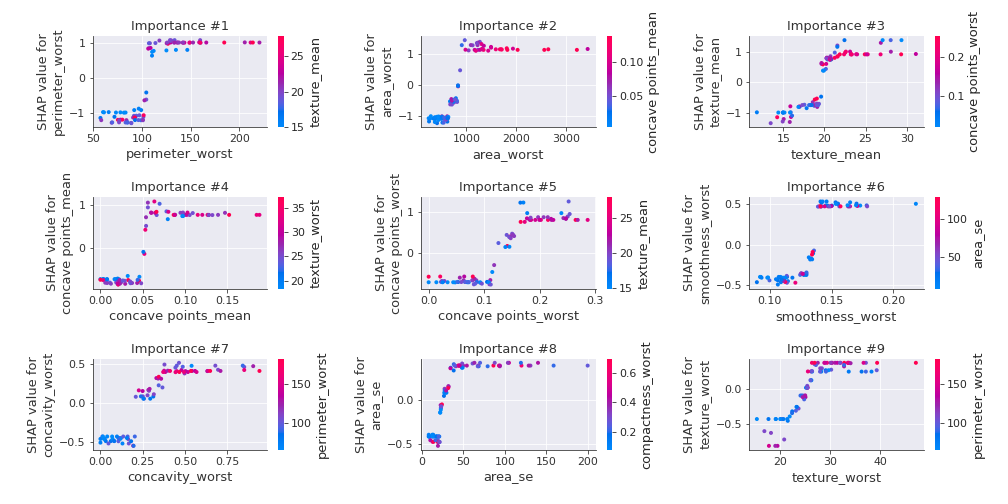 Importance #1
SHAP value for
perimeter_worst
1
0
−1
50
100
150
200
perimeter_worst
25
20
15
texture_mean
Importance #2
SHAP value for
area_worst
1
0
−1
1000
2000
3000
area_worst
0.10
0.05
concave points_mean
Importance #3
SHAP value for
texture_mean
1
0
−1
15
20
25
30
texture_mean
0.2
0.1
concave points_worst
Importance #4
SHAP value for
concave points_mean
1
0
0.00
0.05
0.10
0.15
concave points_mean
35
30
25
20
texture_worst
Importance #5
SHAP value for
concave points_worst
1
0
0.0
0.1
0.2
0.3
concave points_worst
25
20
15
texture_mean
Importance #6
SHAP value for
smoothness_worst
0.5
0.0
−0.5
0.10
0.15
0.20
smoothness_worst
100
50
area_se
Importance #7
SHAP value for
concavity_worst
0.5
0.0
−0.5
0.00
0.25
0.50
0.75
concavity_worst
150
100
perimeter_worst
Importance #8
SHAP value for
area_se
0.0
−0.5
0
50
100
150
200
area_se
0.6
0.4
0.2
compactness_worst
Importance #9
SHAP value for
texture_worst
0.0
−0.5
20
30
40
texture_worst
150
100
perimeter_worst